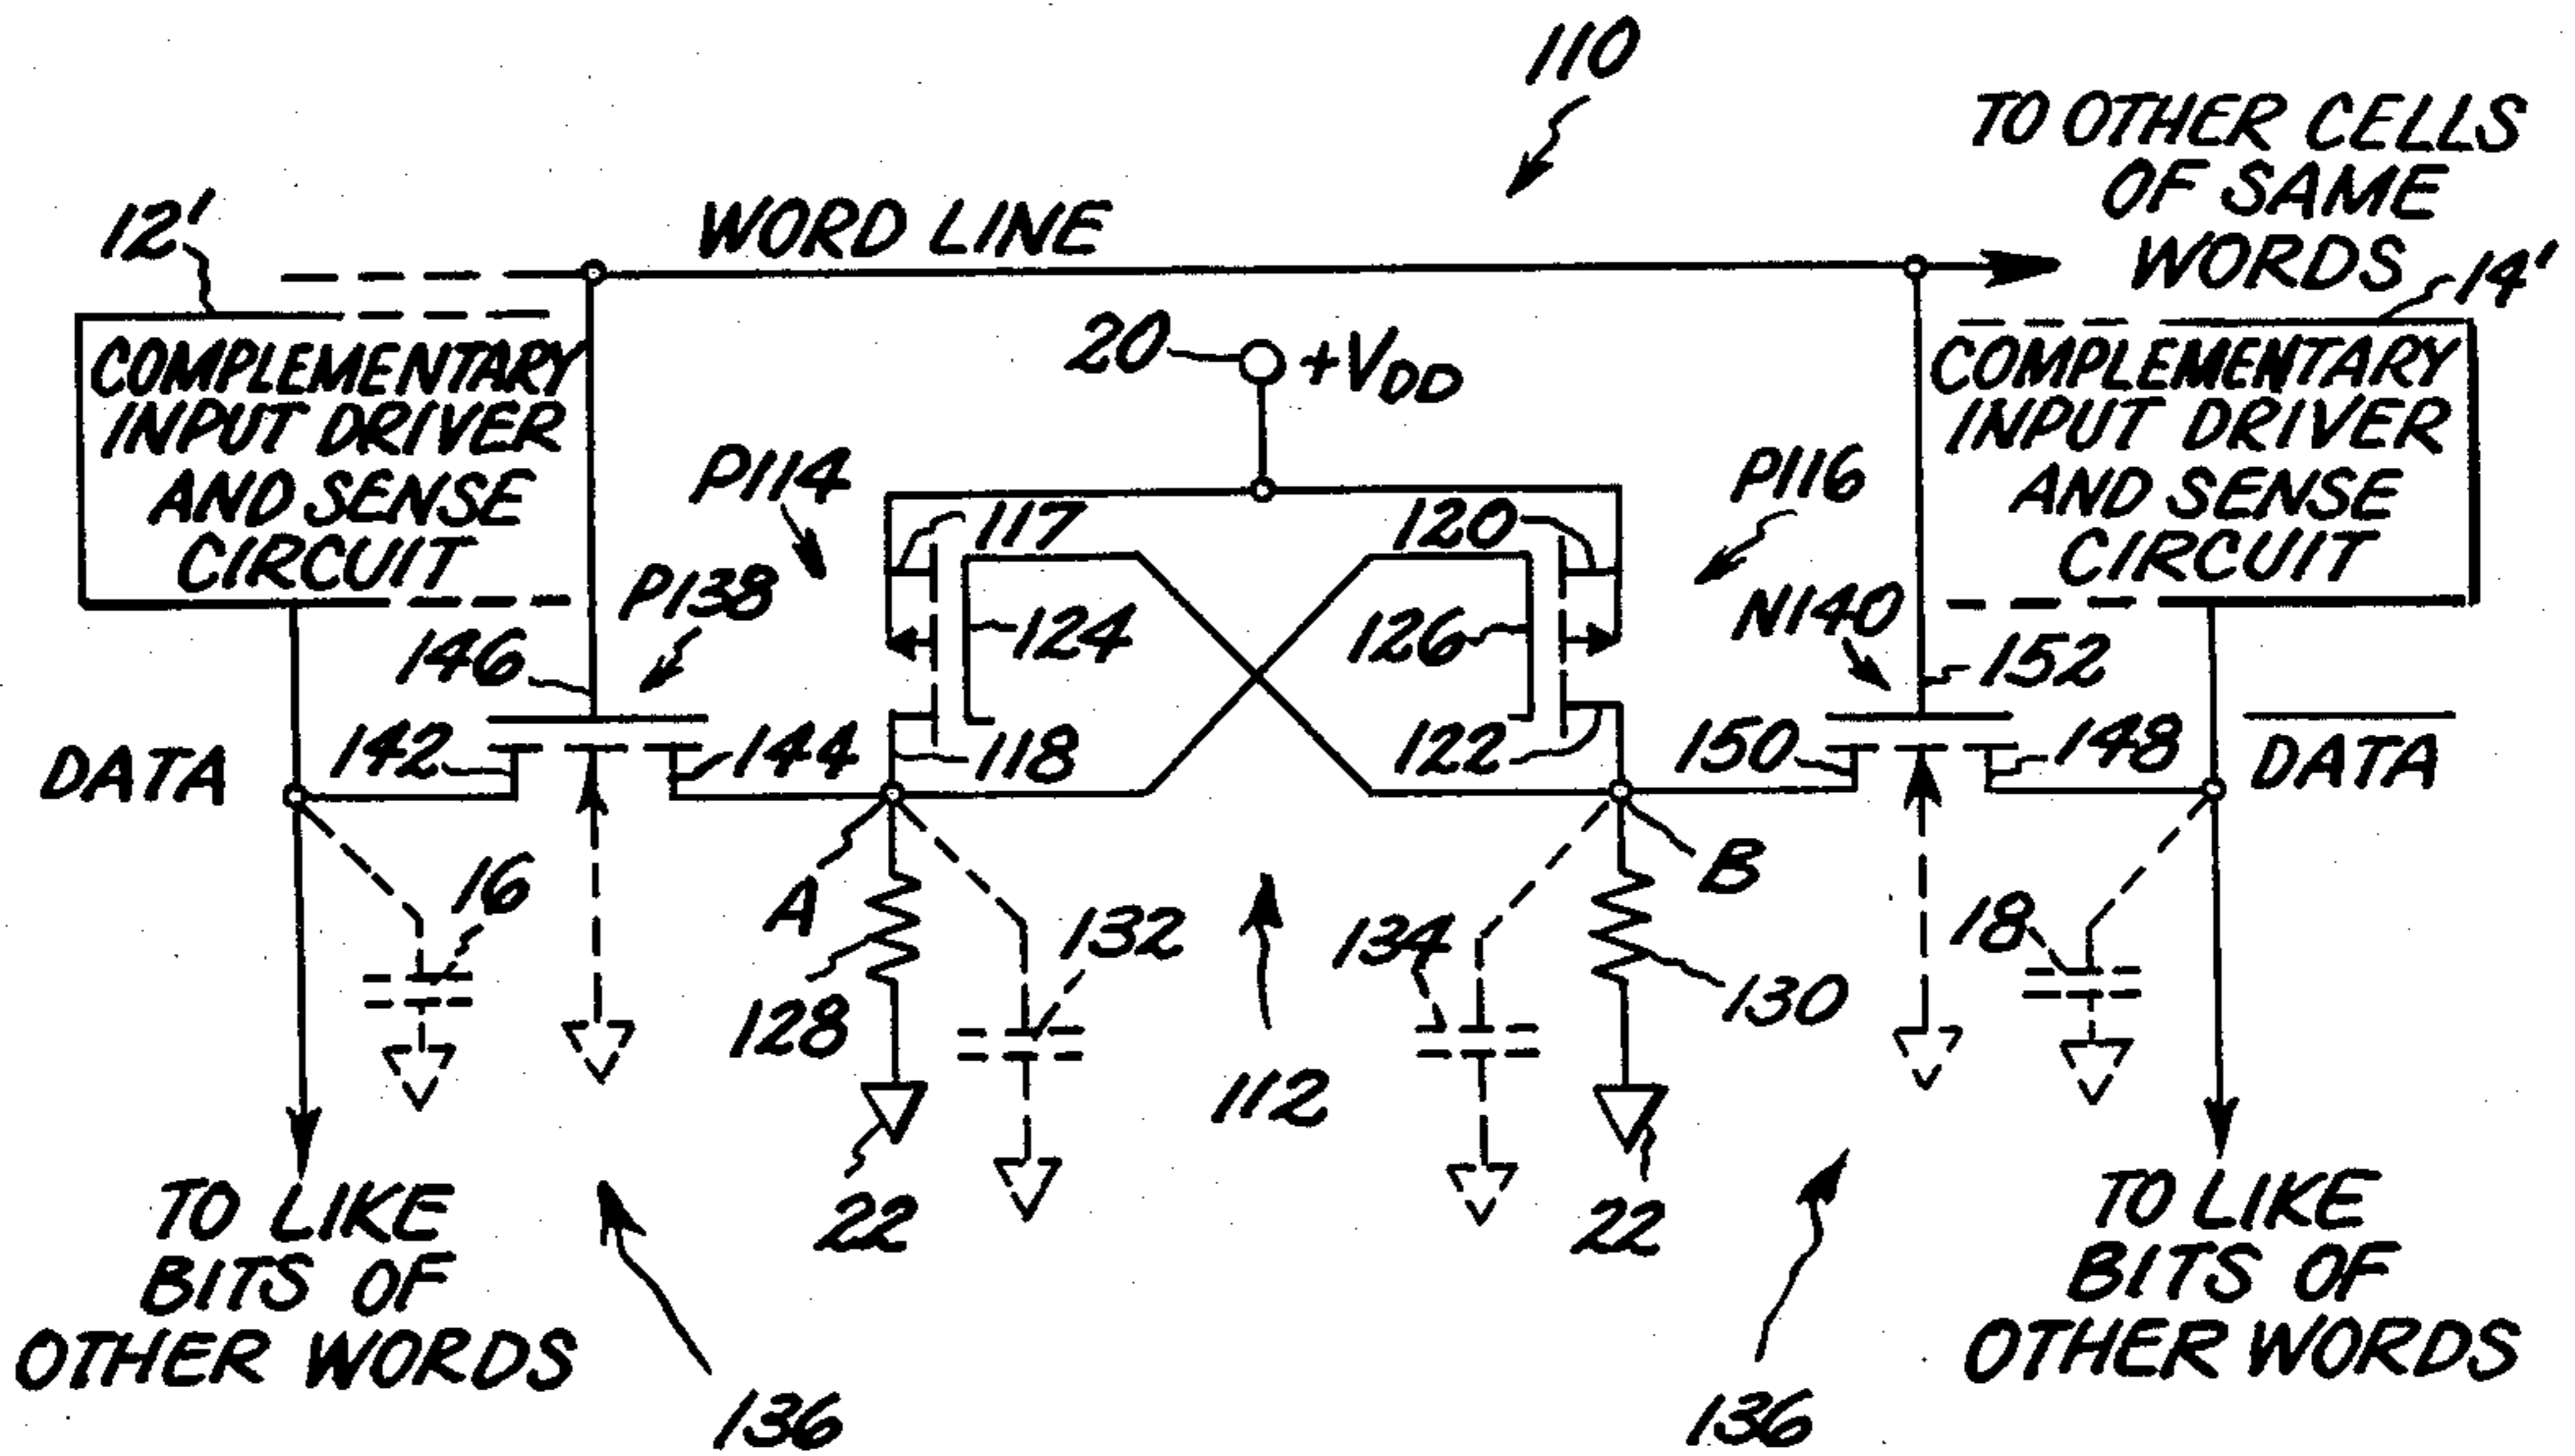 110
TO OTHER CELLS
OF SAME
WORDS
12'
WORD LINE
14'
20
+VDD
COMPLEMENTARY
INPUT DRIVER
AND SENSE
CIRCUIT
COMPLEMENTARY
INPUT DRIVER
AND SENSE
CIRCUIT
P114
P116
117
120
P138
N140
124
126
146
152
142
144
118
122
150
148
DATA
DATA
A
B
16
132
134
18
128
130
112
22
22
TO LIKE
BITS OF
OTHER WORDS
TO LIKE
BITS OF
OTHER WORDS
136
136